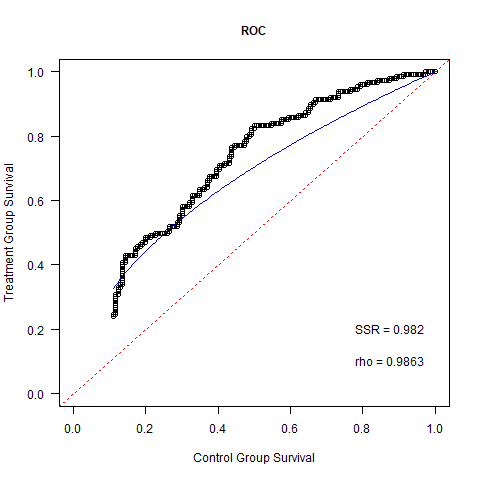 ROC
Treatment Group Survival
1.0
0.8
0.6
0.4
0.2
0.0
SSR = 0.982
rho = 0.9863
0.0 0.2 0.4 0.6 0.8 1.0
Control Group Survival